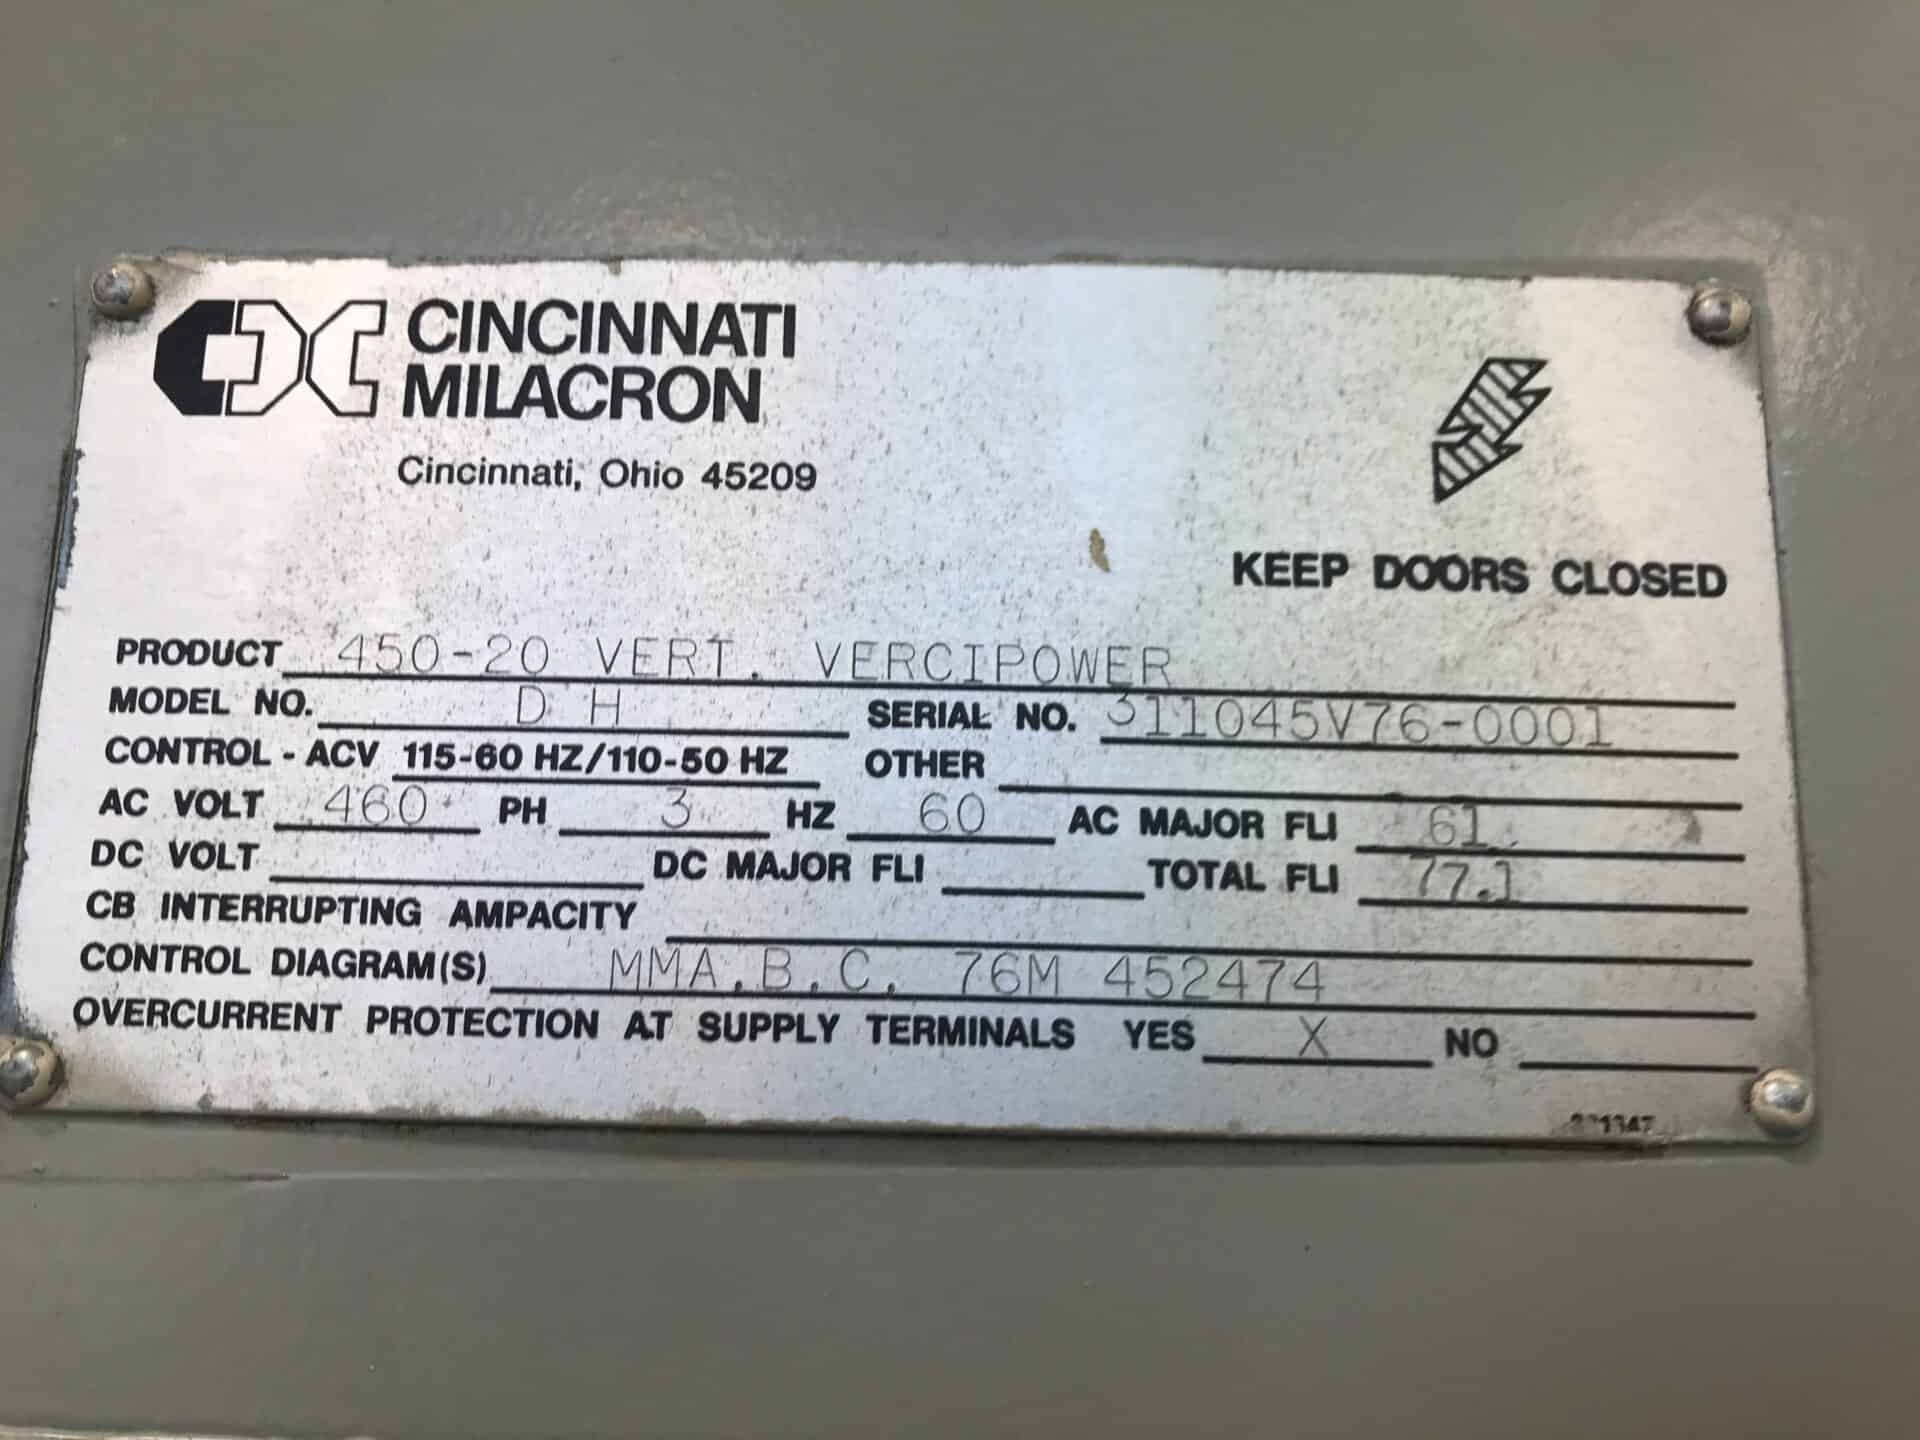 CINCINNATI
MILACRON
Cincinnati, Ohio 45209
KEEP DOORS CLOSED
PRODUCT 450-20 VERT. VERCIPOWER
MODEL NO. DH SERIAL NO. 311045V76-0001
CONTROL - ACV 115-60 HZ/110-50 HZ OTHER
AC VOLT 460 PH 3 HZ 60 AC MAJOR FLI 61
DC VOLT DC MAJOR FLI TOTAL FLI 77.1
CB INTERRUPTING AMPACITY
CONTROL DIAGRAM(S) MMA.B.C. 76M 452474
OVERCURRENT PROTECTION AT SUPPLY TERMINALS YES X NO